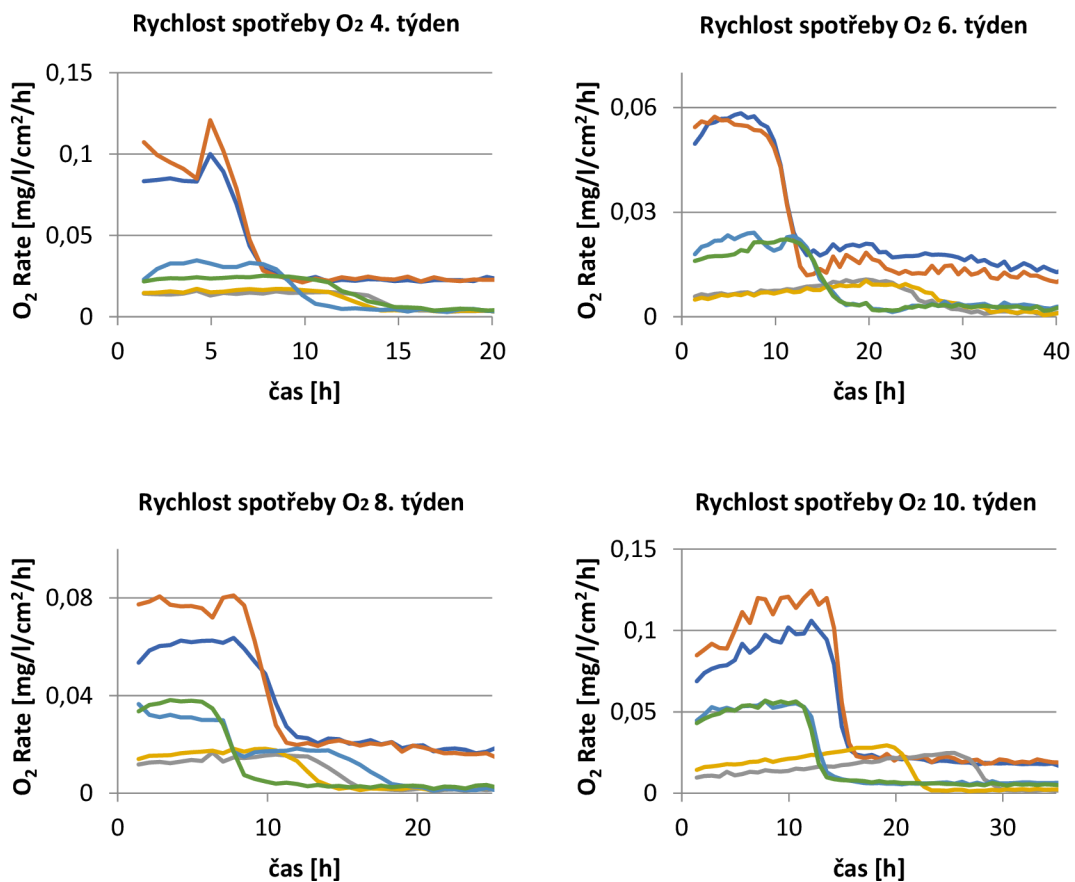 Rychlost spotřeby O₂ 4. týden
O₂ Rate [mg/l/cm²/h]
0,15
0,1
0,05
0
0 5 10 15 20
čas [h]
Rychlost spotřeby O₂ 6. týden
O₂ Rate [mg/l/cm²/h]
0,06
0,03
0
0 10 20 30 40
čas [h]
Rychlost spotřeby O₂ 8. týden
O₂ Rate [mg/l/cm²/h]
0,08
0,04
0
0 10 20
čas [h]
Rychlost spotřeby O₂ 10. týden
O₂ Rate [mg/l/cm²/h]
0,15
0,1
0,05
0
0 10 20 30
čas [h]